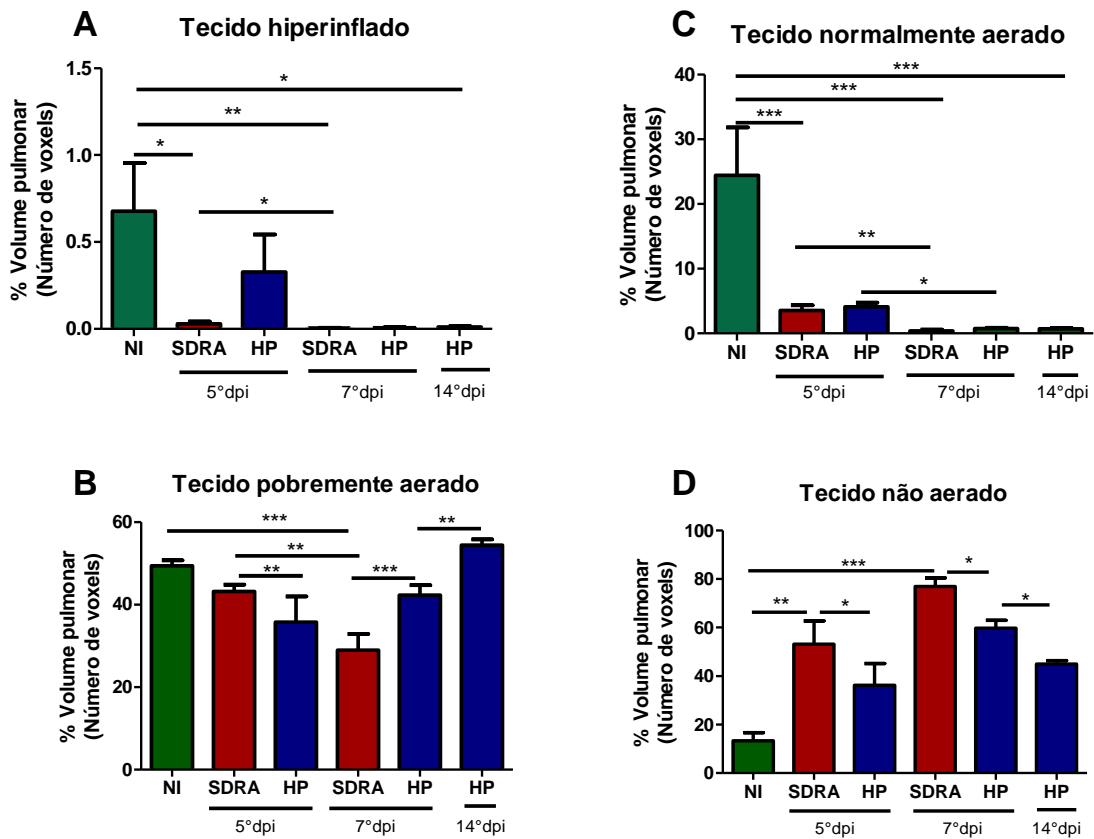 A
Tecido hiperinflado
% Volume pulmonar
(Número de voxels)
1.5
1.0
0.5
0.0
*
**
*
*
NI
SDRA
HP
SDRA
HP
HP
5°dpi
7°dpi
14°dpi
C
Tecido normalmente aerado
% Volume pulmonar
(Número de voxels)
40
30
20
10
0
***
***
***
**
*
NI
SDRA
HP
SDRA
HP
HP
5°dpi
7°dpi
14°dpi
B
Tecido pobremente aerado
% Volume pulmonar
(Número de voxels)
60
40
20
0
***
**
**
**
***
NI
SDRA
HP
SDRA
HP
HP
5°dpi
7°dpi
14°dpi
D
Tecido não aerado
% Volume pulmonar
(Número de voxels)
100
80
60
40
20
0
***
*
**
*
*
NI
SDRA
HP
SDRA
HP
HP
5°dpi
7°dpi
14°dpi